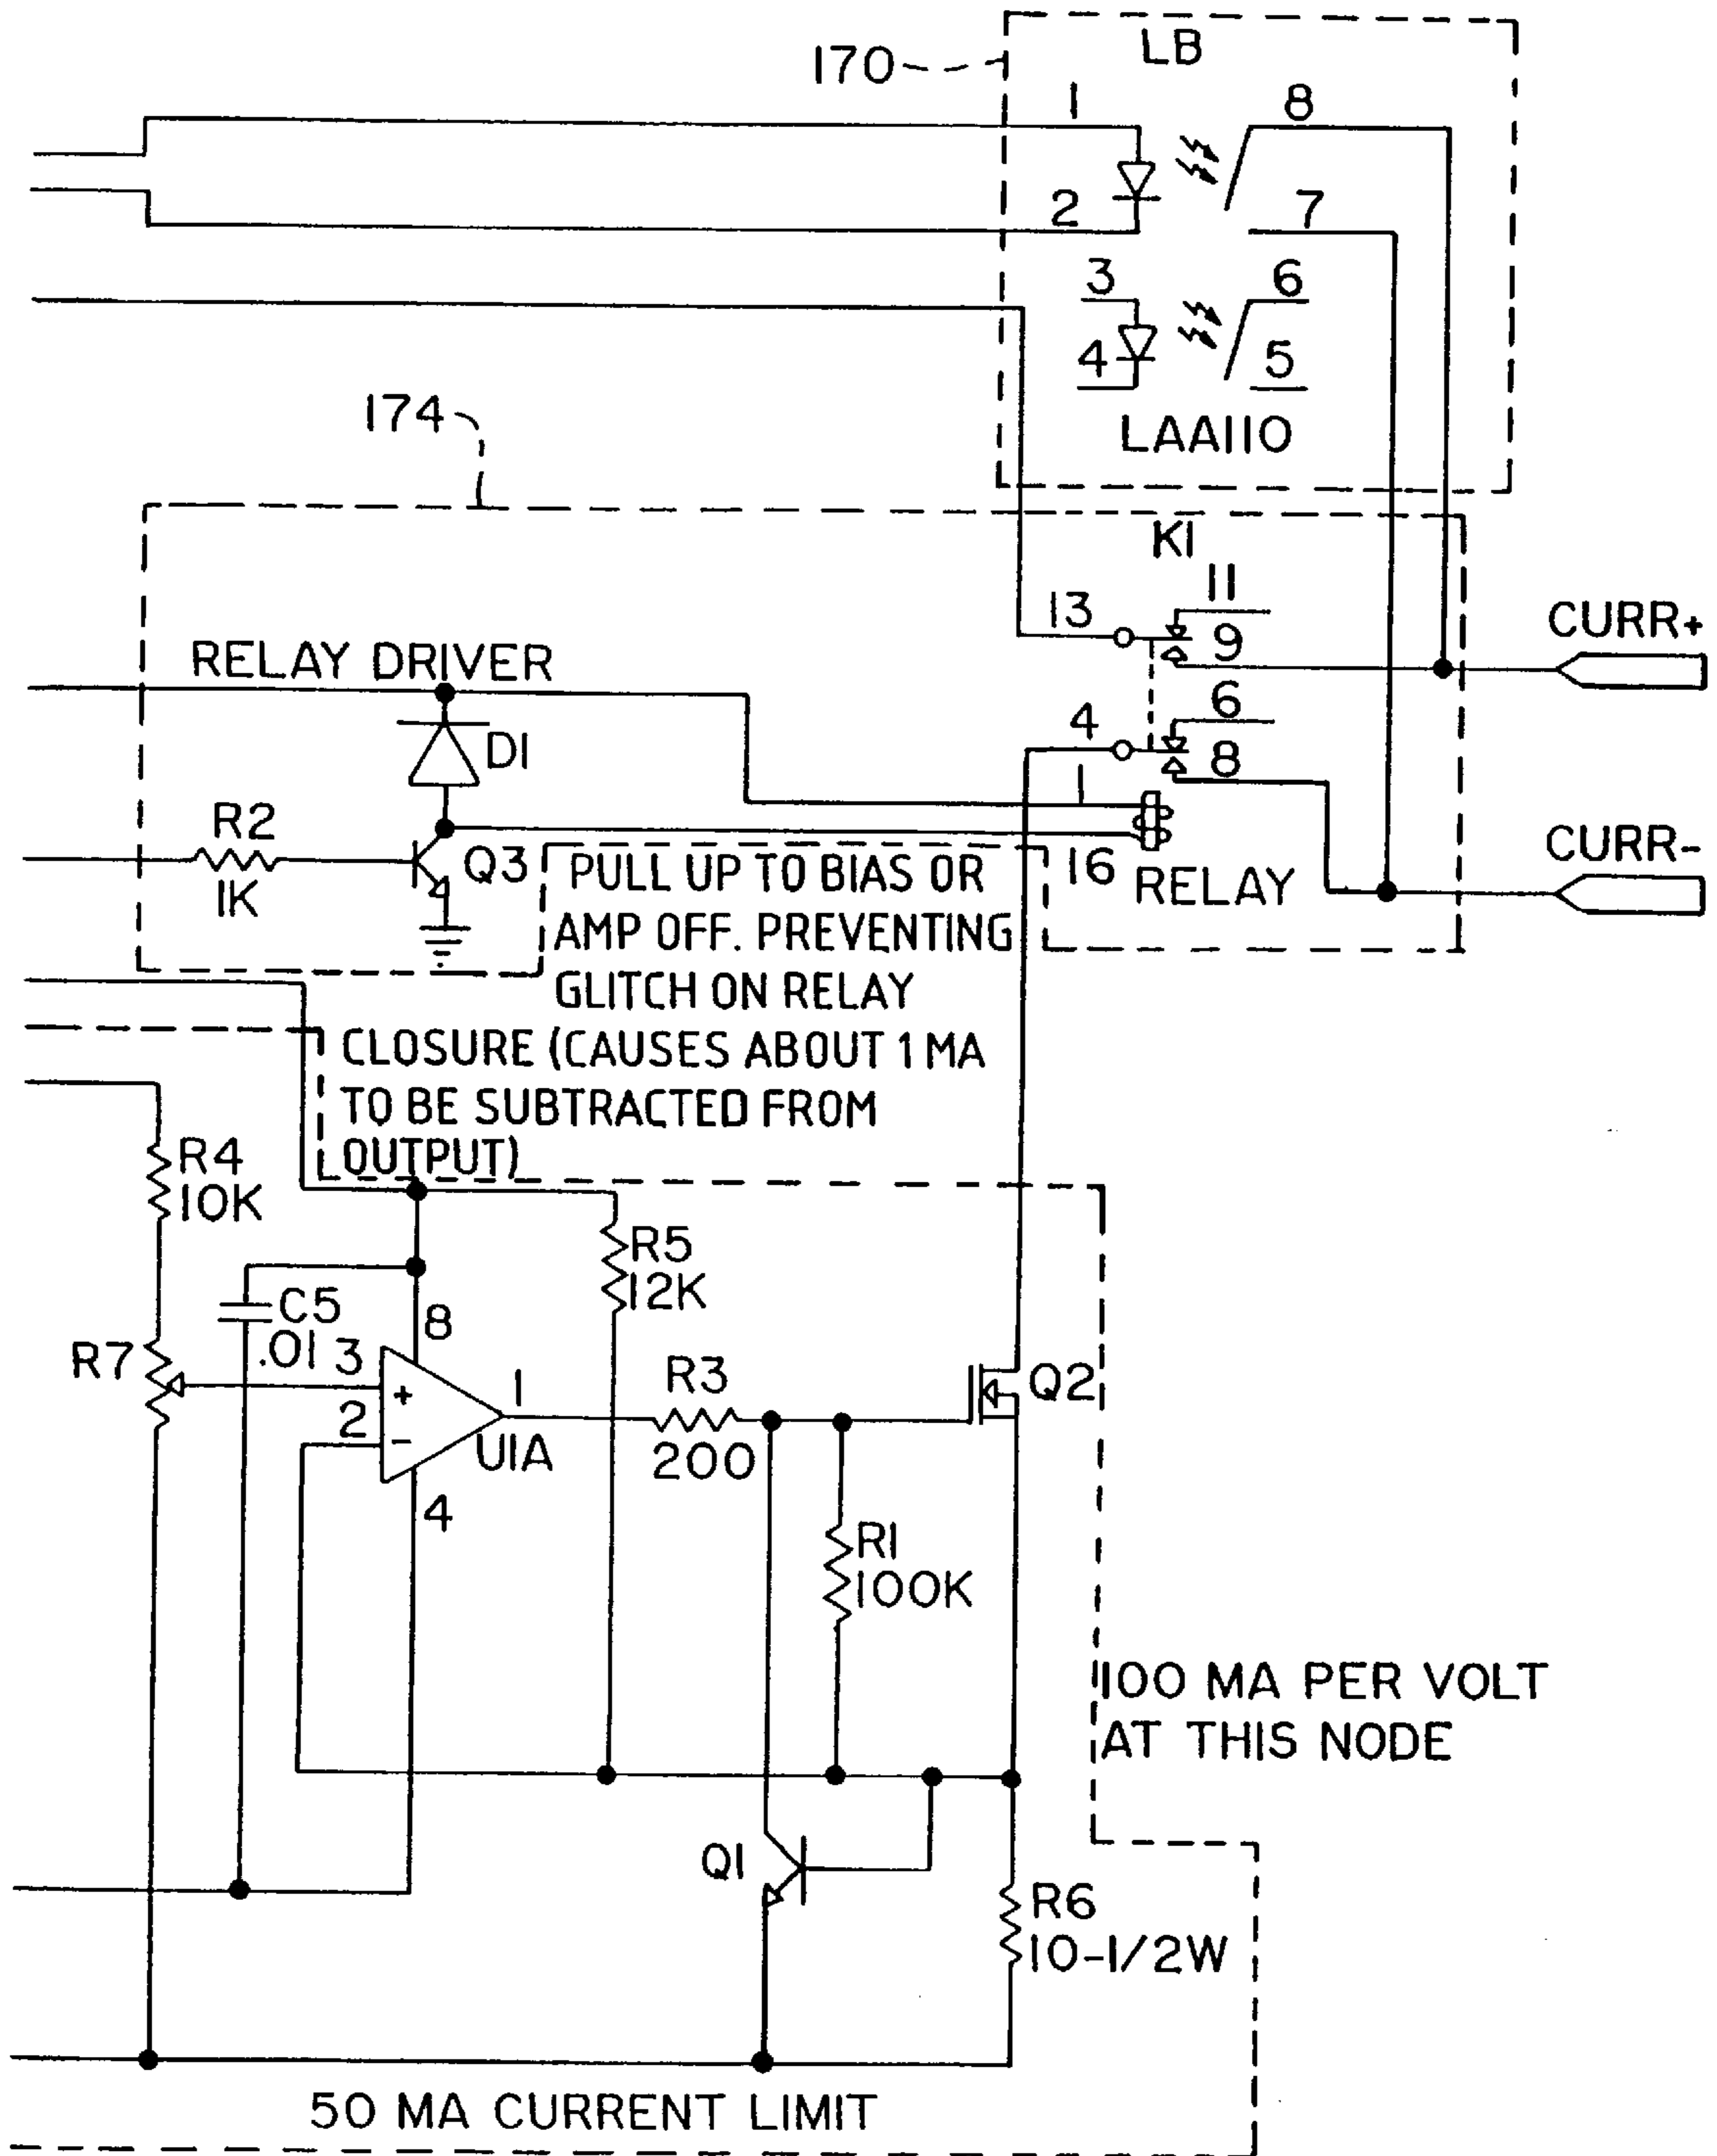 LB
170
1
8
2
7
3
6
4
5
LAA110
174
K1
11
13
9
CURR+
RELAY DRIVER
6
4
D1
8
1
R2
Q3
1K
16
RELAY
CURR-
PULL UP TO BIAS OR
AMP OFF. PREVENTING
GLITCH ON RELAY
CLOSURE (CAUSES ABOUT 1 MA
TO BE SUBTRACTED FROM
OUTPUT)
R4
10K
R5
12K
C5
.01
8
R7
3
1
R3
Q2
+
2
-
U1A
200
4
R1
100K
100 MA PER VOLT
AT THIS NODE
Q1
R6
10-1/2W
50 MA CURRENT LIMIT